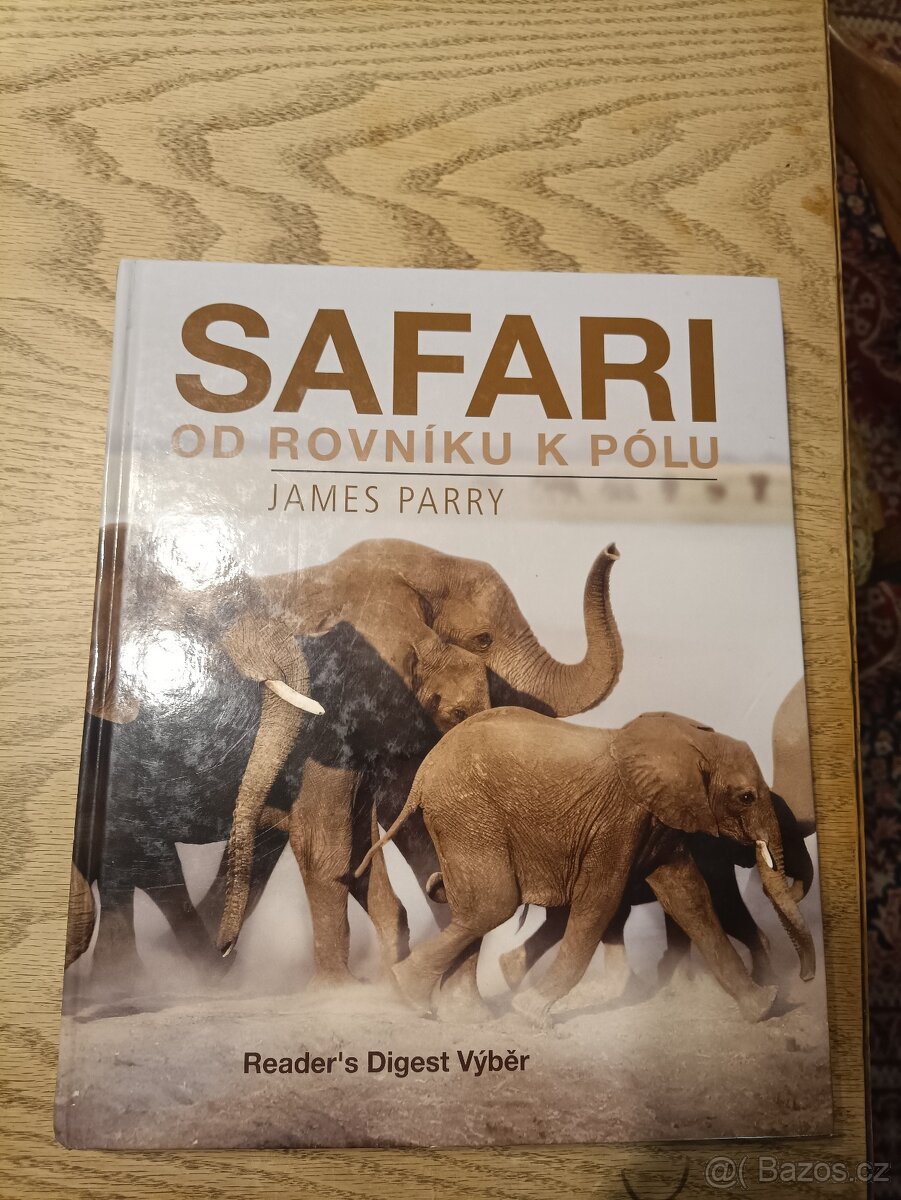 SAFARI
OD ROVNÍKU K PÓLU
JAMES PARRY
Reader's Digest Výběr
@( Bazos.cz